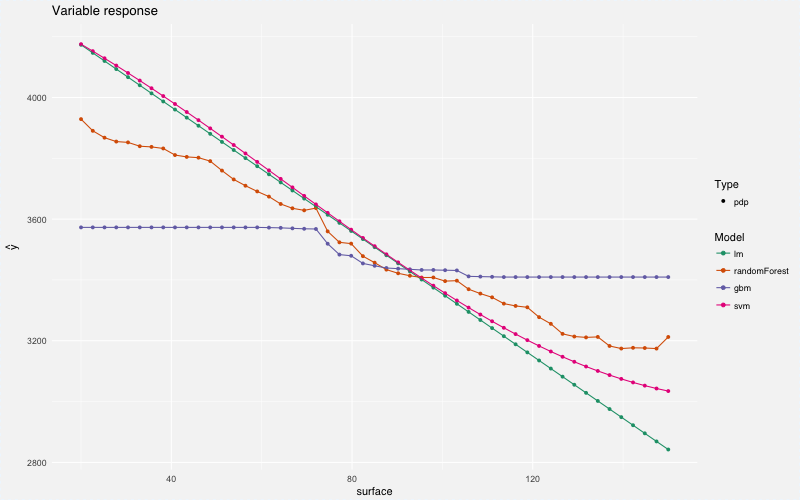 Variable response
4000
3600
3200
2800
ŷ
40
80
120
surface
Type
pdp
Model
lm
randomForest
gbm
svm